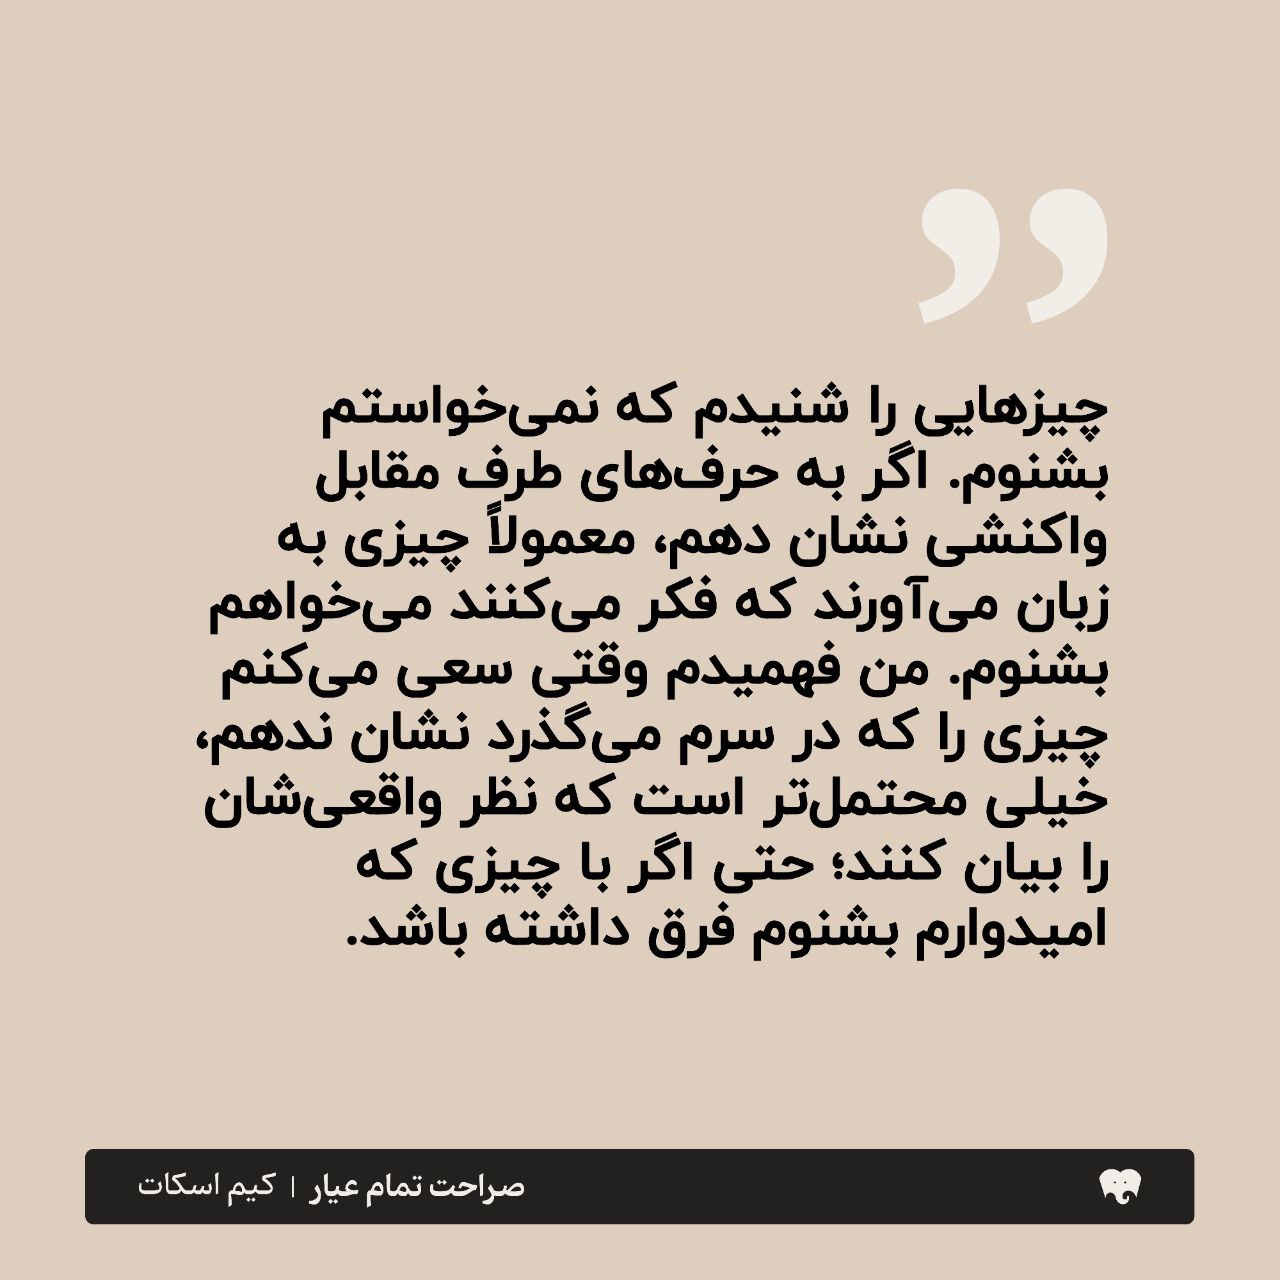 چیزهایی را شنیدم که نمی‌خواستم
بشنوم. اگر به حرف‌های طرف مقابل
واکنشی نشان دهم، معمولاً چیزی به
زبان می‌آورند که فکر می‌کنند می‌خواهم
بشنوم. من فهمیدم وقتی سعی می‌کنم
چیزی را که در سرم می‌گذرد نشان ندهم،
خیلی محتمل‌تر است که نظر واقعی‌شان
را بیان کنند؛ حتی اگر با چیزی که
امیدوارم بشنوم فرق داشته باشد.
صراحت تمام عیار | کیم اسکات